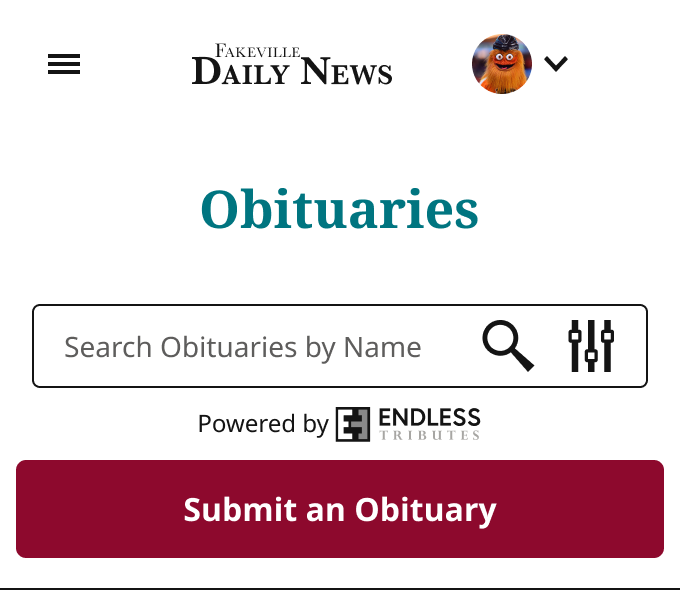 Fakeville
Daily News
Obituaries
Search Obituaries by Name
Powered by ENDLESS
TRIBUTES
Submit an Obituary